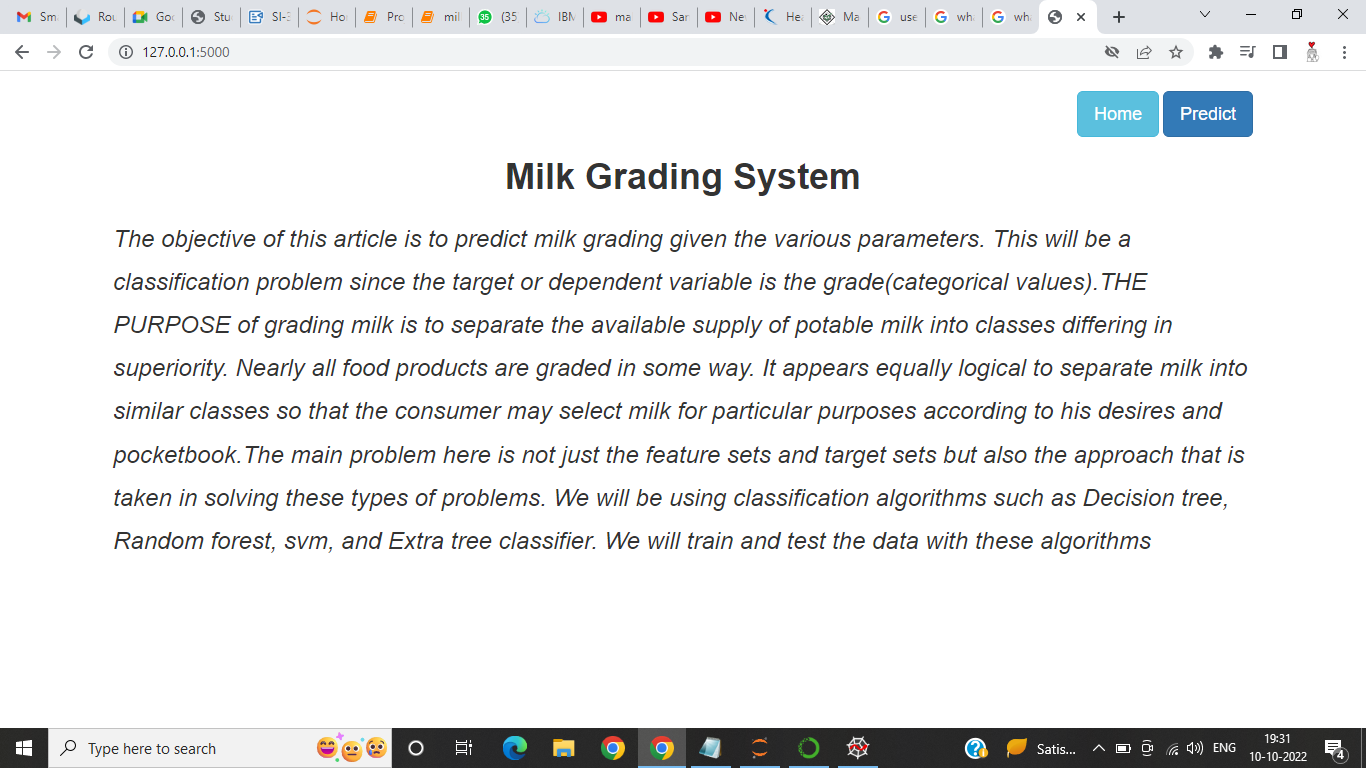 Sm
Rou
Goo
Stu
SI-3
Ho
Pro
mil
(35
IBM
ma
Sar
Ne
Hea
Ma
use
wha
wh
127.0.0.1:5000
Home
Predict
Milk Grading System
The objective of this article is to predict milk grading given the various parameters. This will be a
classification problem since the target or dependent variable is the grade(categorical values).THE
PURPOSE of grading milk is to separate the available supply of potable milk into classes differing in
superiority. Nearly all food products are graded in some way. It appears equally logical to separate milk into
similar classes so that the consumer may select milk for particular purposes according to his desires and
pocketbook.The main problem here is not just the feature sets and target sets but also the approach that is
taken in solving these types of problems. We will be using classification algorithms such as Decision tree,
Random forest, svm, and Extra tree classifier. We will train and test the data with these algorithms
Type here to search
Satis...
ENG
19:31
10-10-2022
4